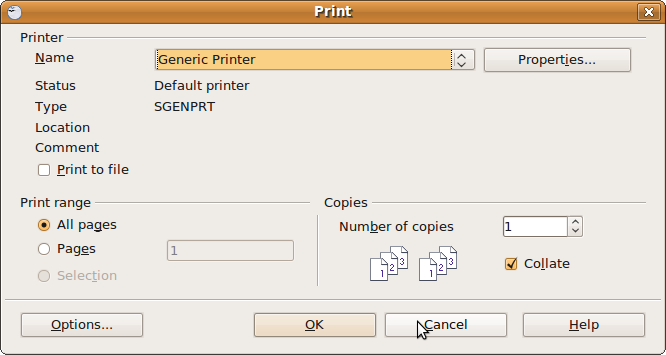 Print
Printer
Name Generic Printer Properties...
Status Default printer
Type SGENPRT
Location
Comment
Print to file
Print range Copies
All pages Number of copies 1
Pages 1
1 2 3 1 2 3 Collate
Selection
Options... OK Cancel Help